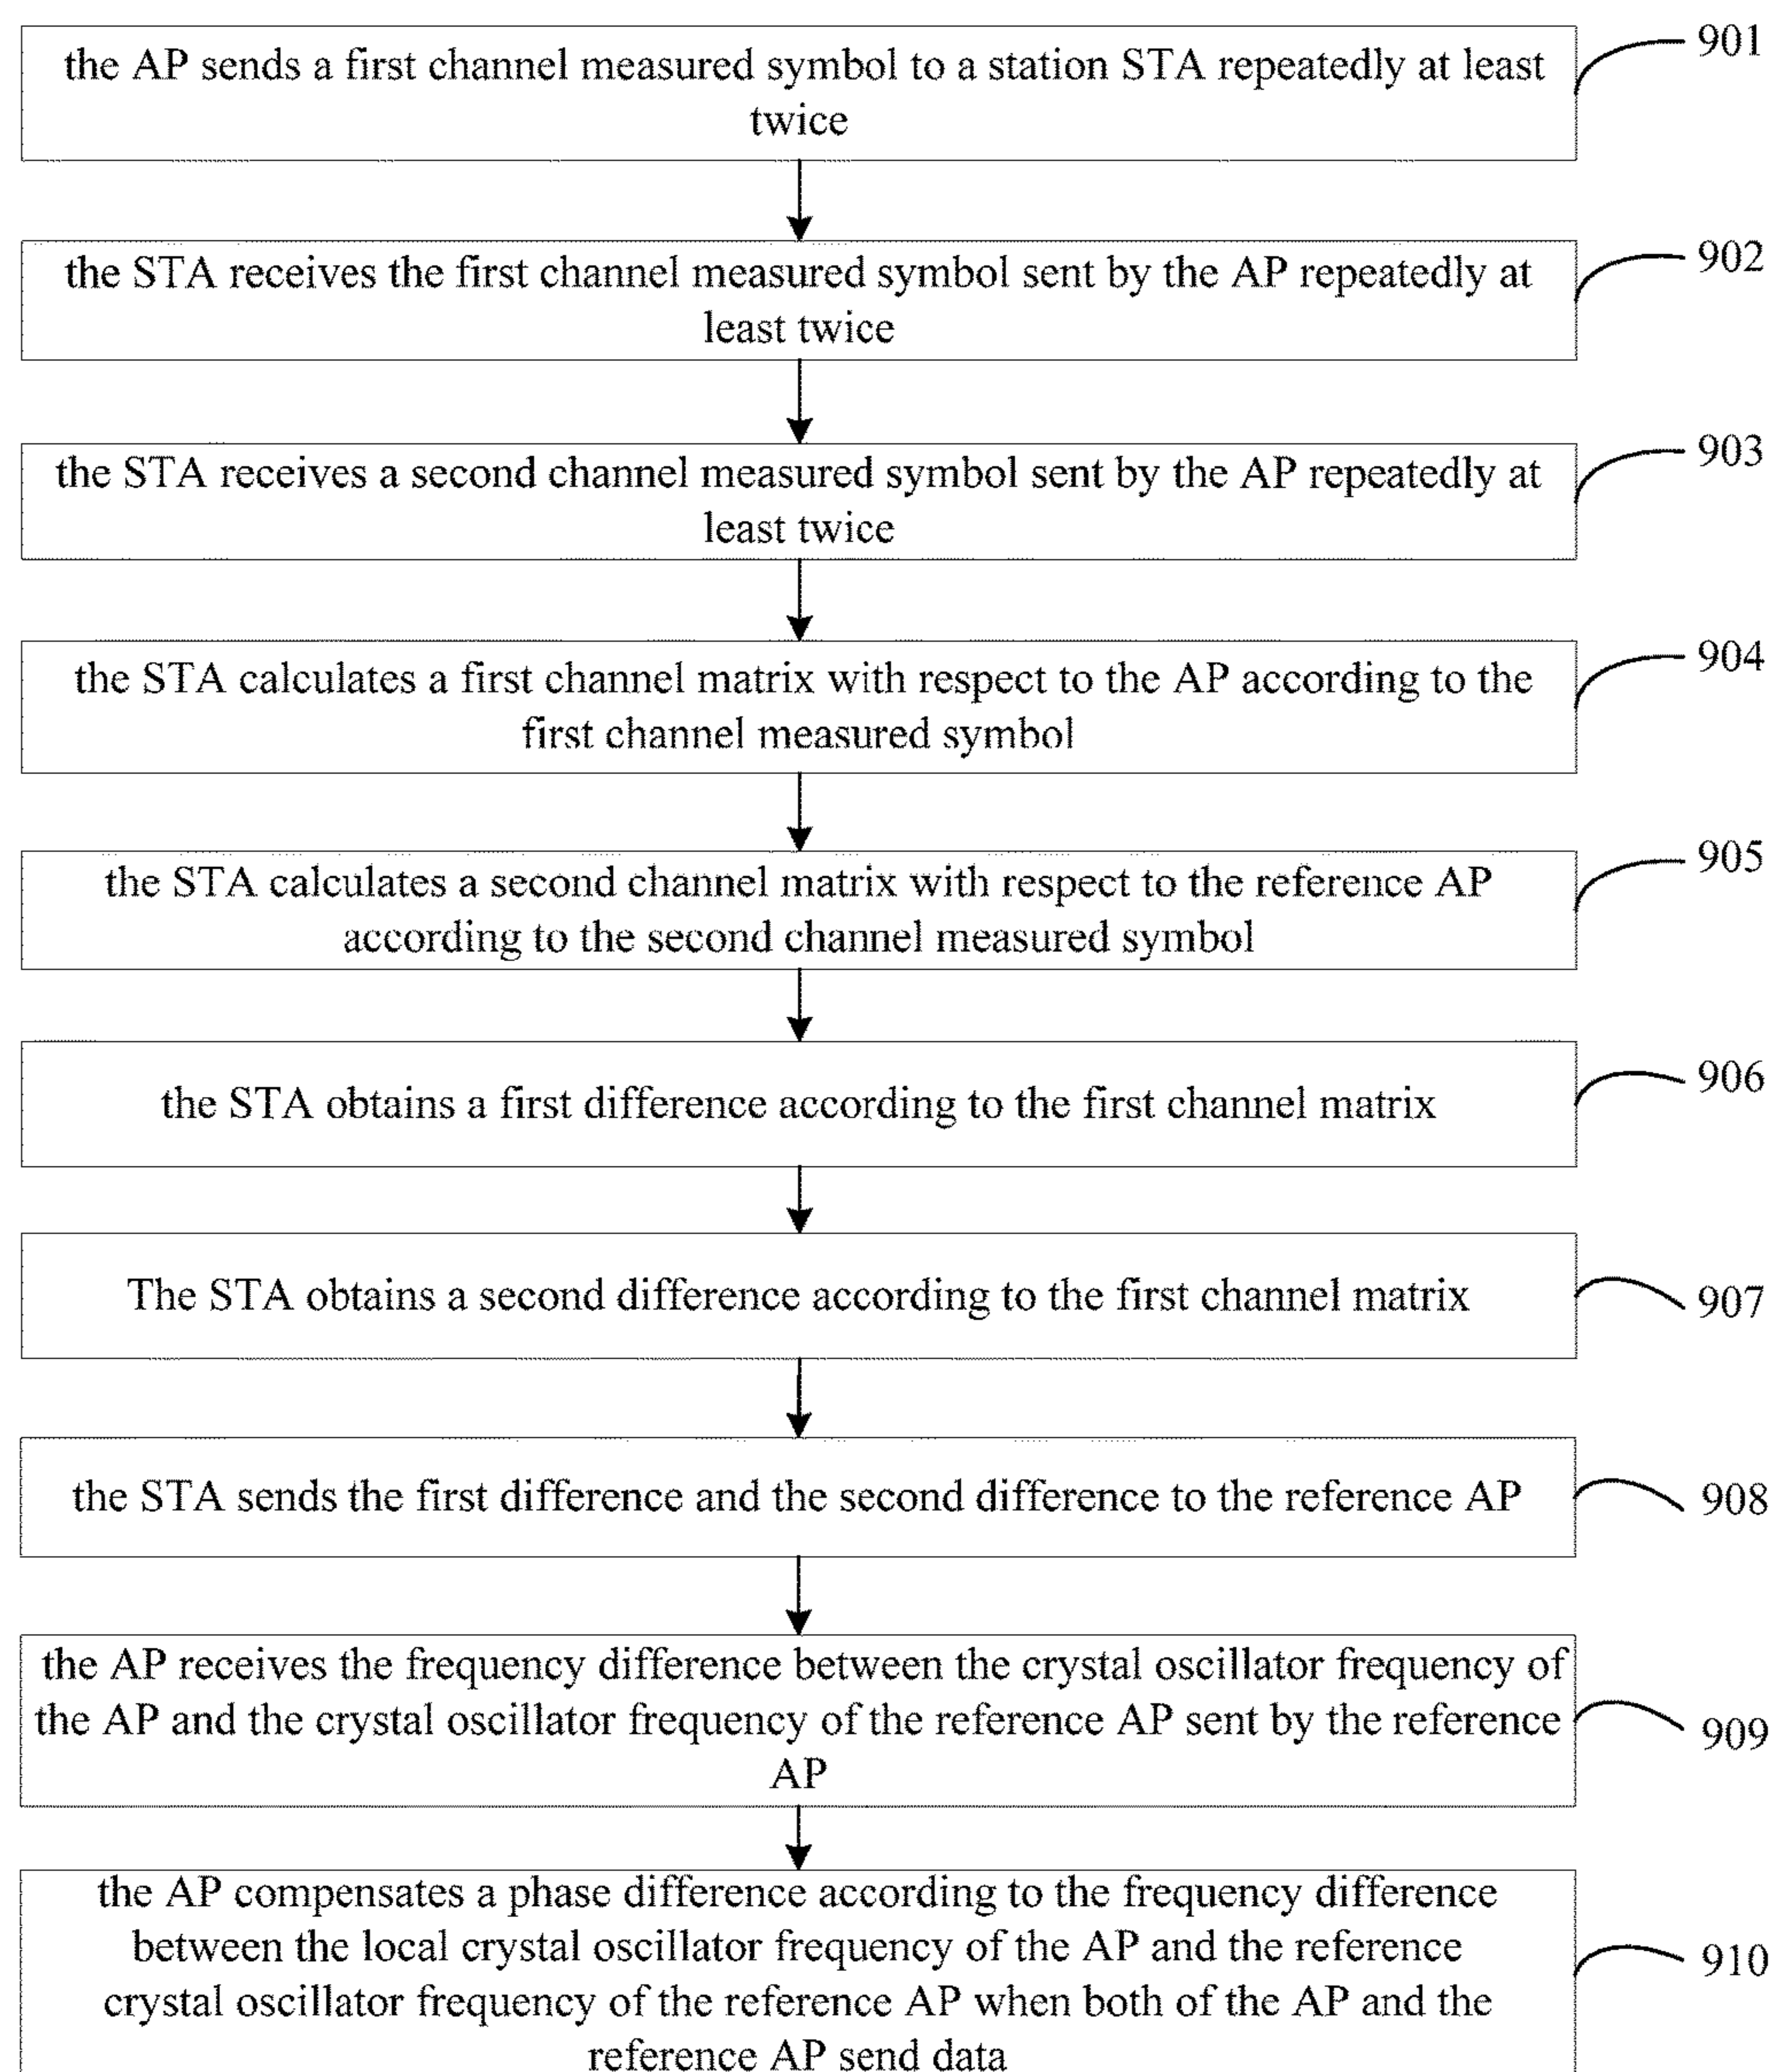 the AP sends a first channel measured symbol to a station STA repeatedly at least
twice
901
the STA receives the first channel measured symbol sent by the AP repeatedly at
least twice
902
the STA receives a second channel measured symbol sent by the AP repeatedly at
least twice
903
the STA calculates a first channel matrix with respect to the AP according to the
first channel measured symbol
904
the STA calculates a second channel matrix with respect to the reference AP
according to the second channel measured symbol
905
the STA obtains a first difference according to the first channel matrix
906
The STA obtains a second difference according to the first channel matrix
907
the STA sends the first difference and the second difference to the reference AP
908
the AP receives the frequency difference between the crystal oscillator frequency of
the AP and the crystal oscillator frequency of the reference AP sent by the reference
AP
909
the AP compensates a phase difference according to the frequency difference
between the local crystal oscillator frequency of the AP and the reference
crystal oscillator frequency of the reference AP when both of the AP and the
reference AP send data
910